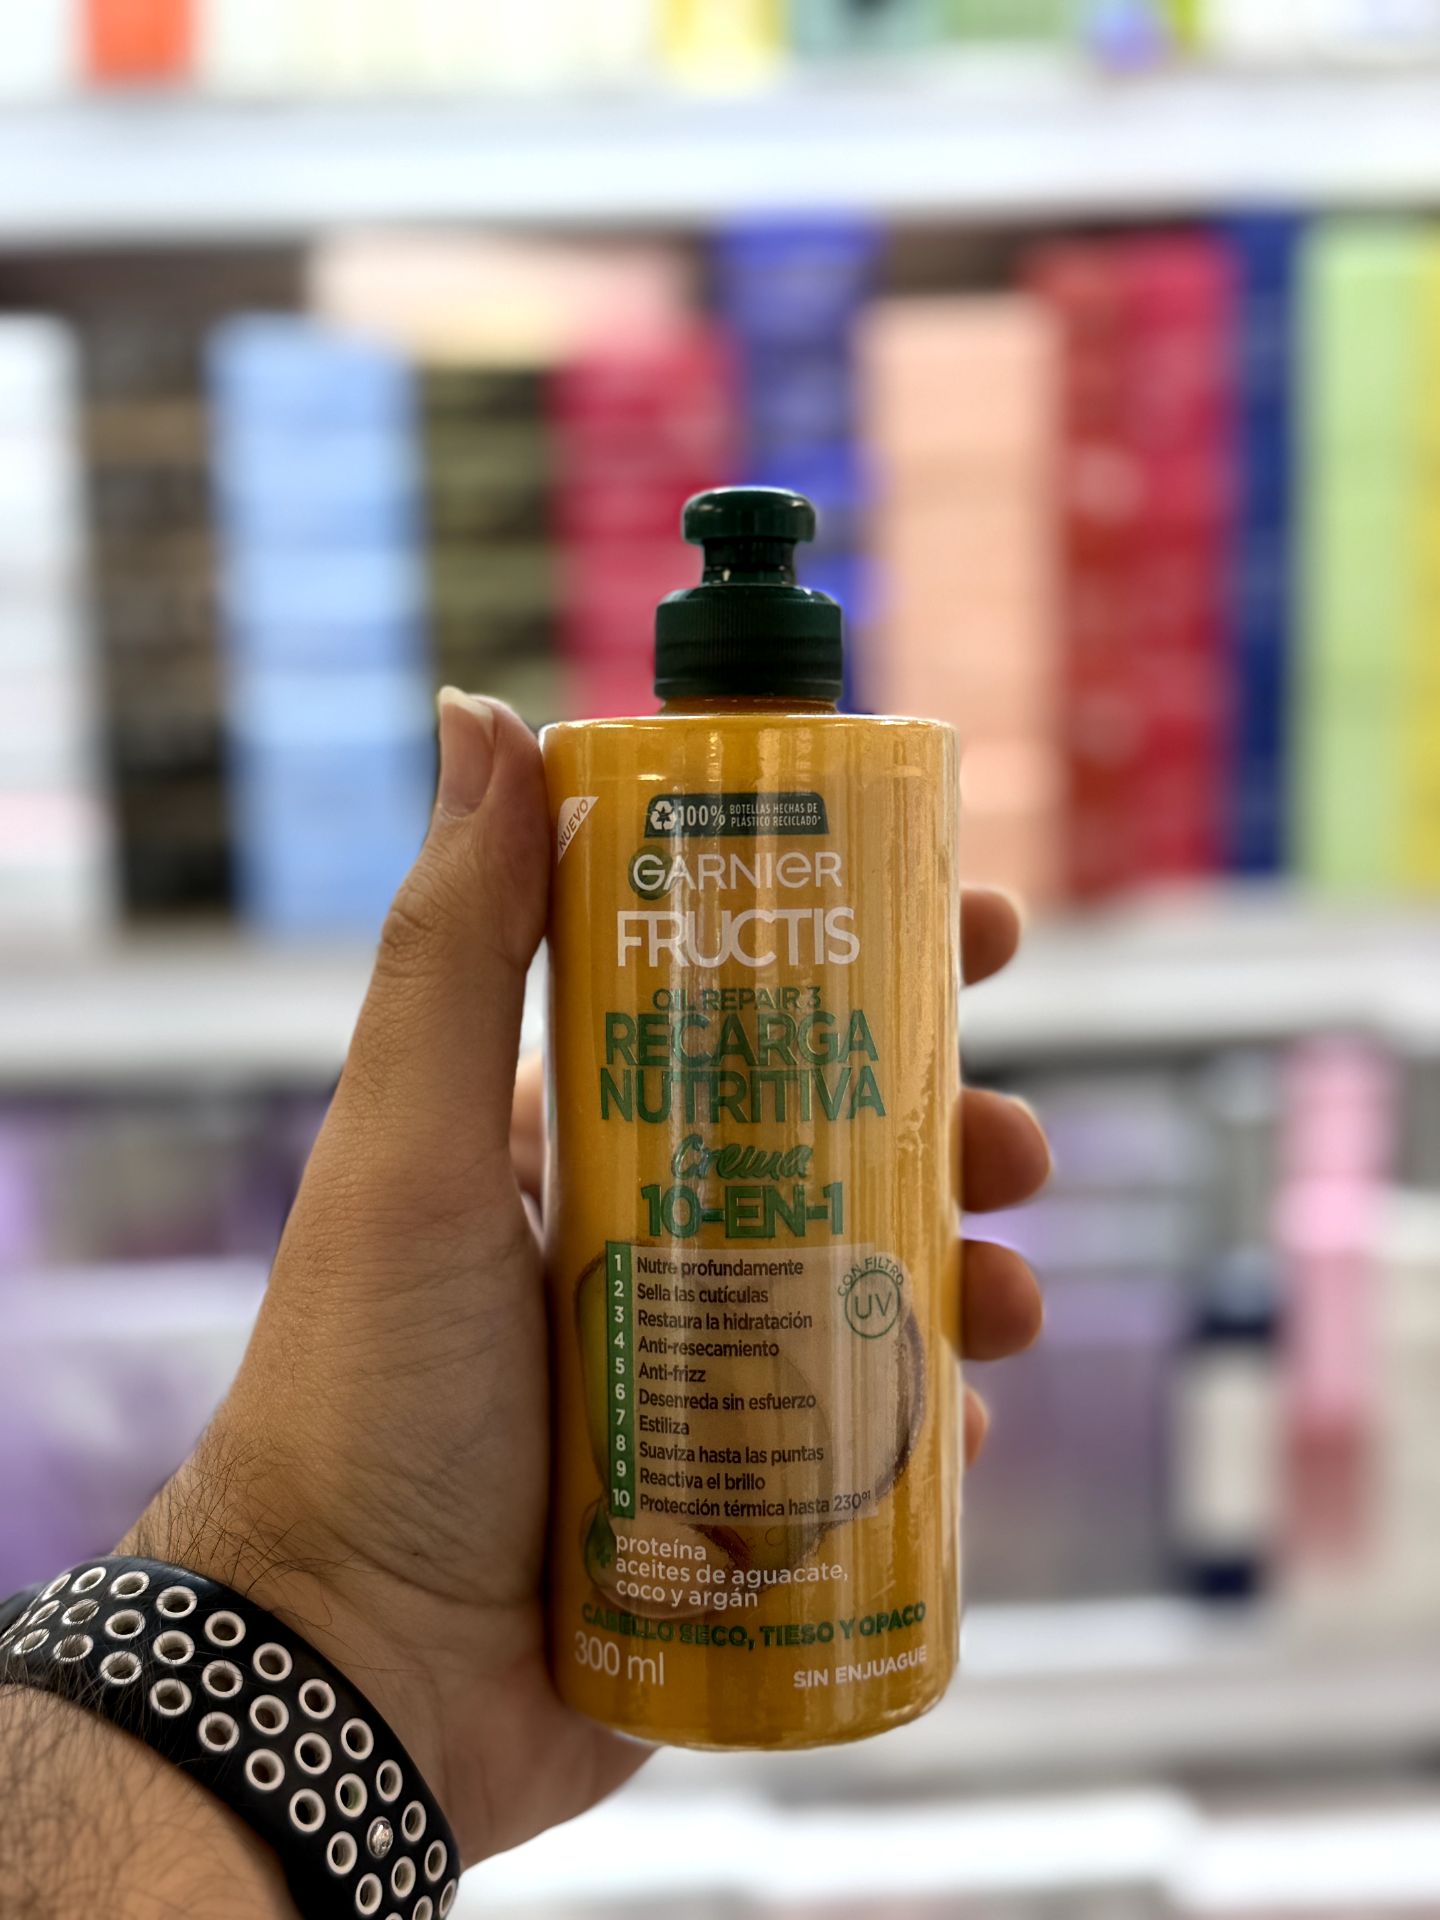 NUEVO
100% BOTELLAS HECHAS DE
PLÁSTICO RECICLADO*
GARNIER
FRUCTIS
OIL REPAIR 3
RECARGA
NUTRITIVA
Crema
10-EN-1
1 Nutre profundamente
2 Sella las cutículas
3 Restaura la hidratación
4 Anti-resecamiento
5 Anti-frizz
6 Desenreda sin esfuerzo
7 Estiliza
8 Suaviza hasta las puntas
9 Reactiva el brillo
10 Protección térmica hasta 230°
CON FILTRO
UV
+ proteína
aceites de aguacate,
coco y argán
CABELLO SECO, TIESO Y OPACO
300 ml
SIN ENJUAGUE